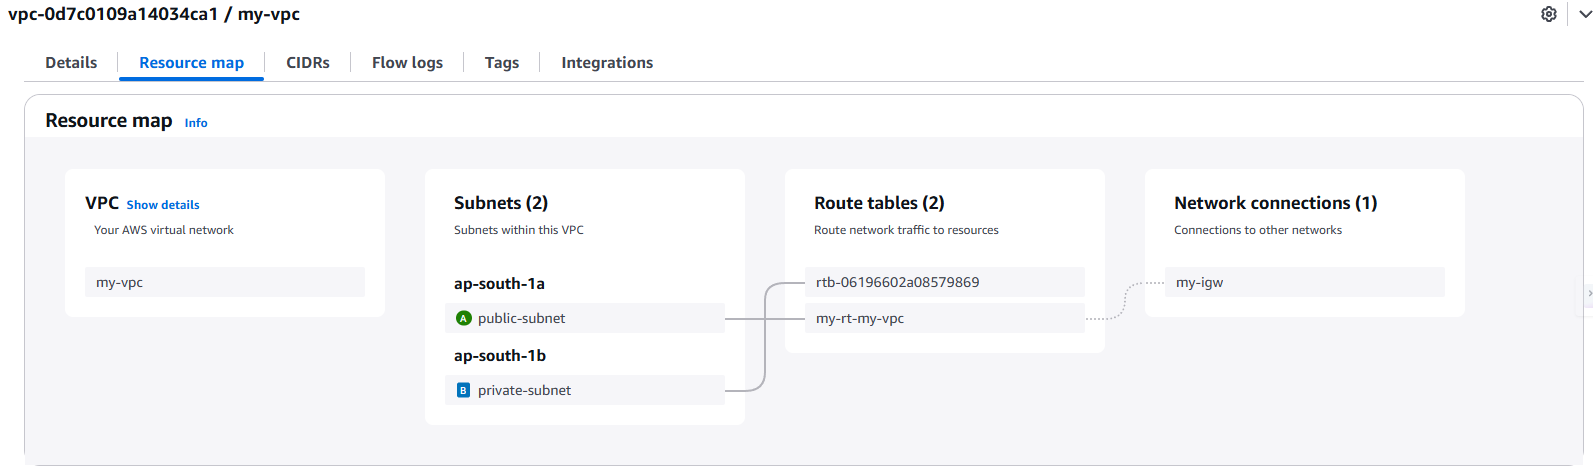 vpc-0d7c0109a14034ca1 / my-vpc
Details
Resource map
CIDRs
Flow logs
Tags
Integrations
Resource map Info
VPC Show details
Your AWS virtual network
my-vpc
Subnets (2)
Subnets within this VPC
ap-south-1a
A public-subnet
ap-south-1b
B private-subnet
Route tables (2)
Route network traffic to resources
rtb-06196602a08579869
my-rt-my-vpc
Network connections (1)
Connections to other networks
my-igw